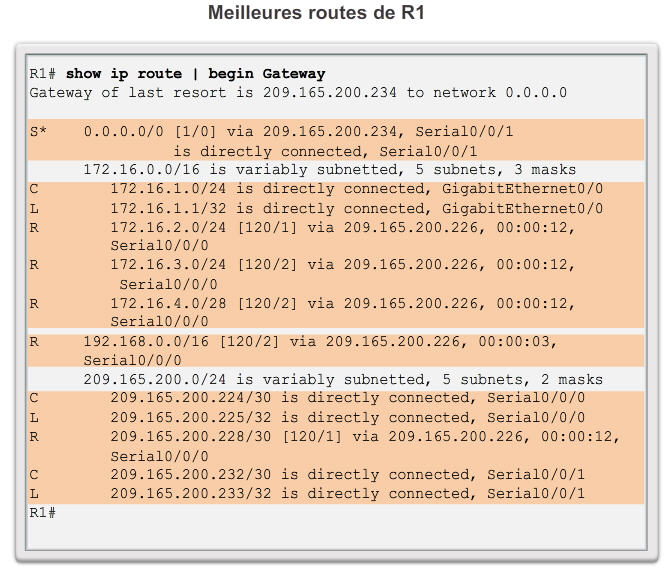 Meilleures routes de R1
R1# show ip route | begin Gateway
Gateway of last resort is 209.165.200.234 to network 0.0.0.0
S* 0.0.0.0/0 [1/0] via 209.165.200.234, Serial0/0/1
is directly connected, Serial0/0/1
172.16.0.0/16 is variably subnetted, 5 subnets, 3 masks
C 172.16.1.0/24 is directly connected, GigabitEthernet0/0
L 172.16.1.1/32 is directly connected, GigabitEthernet0/0
R 172.16.2.0/24 [120/1] via 209.165.200.226, 00:00:12,
Serial0/0/0
R 172.16.3.0/24 [120/2] via 209.165.200.226, 00:00:12,
Serial0/0/0
R 172.16.4.0/28 [120/2] via 209.165.200.226, 00:00:12,
Serial0/0/0
R 192.168.0.0/16 [120/2] via 209.165.200.226, 00:00:03,
Serial0/0/0
209.165.200.0/24 is variably subnetted, 5 subnets, 2 masks
C 209.165.200.224/30 is directly connected, Serial0/0/0
L 209.165.200.225/32 is directly connected, Serial0/0/0
R 209.165.200.228/30 [120/1] via 209.165.200.226, 00:00:12,
Serial0/0/0
C 209.165.200.232/30 is directly connected, Serial0/0/1
L 209.165.200.233/32 is directly connected, Serial0/0/1
R1#